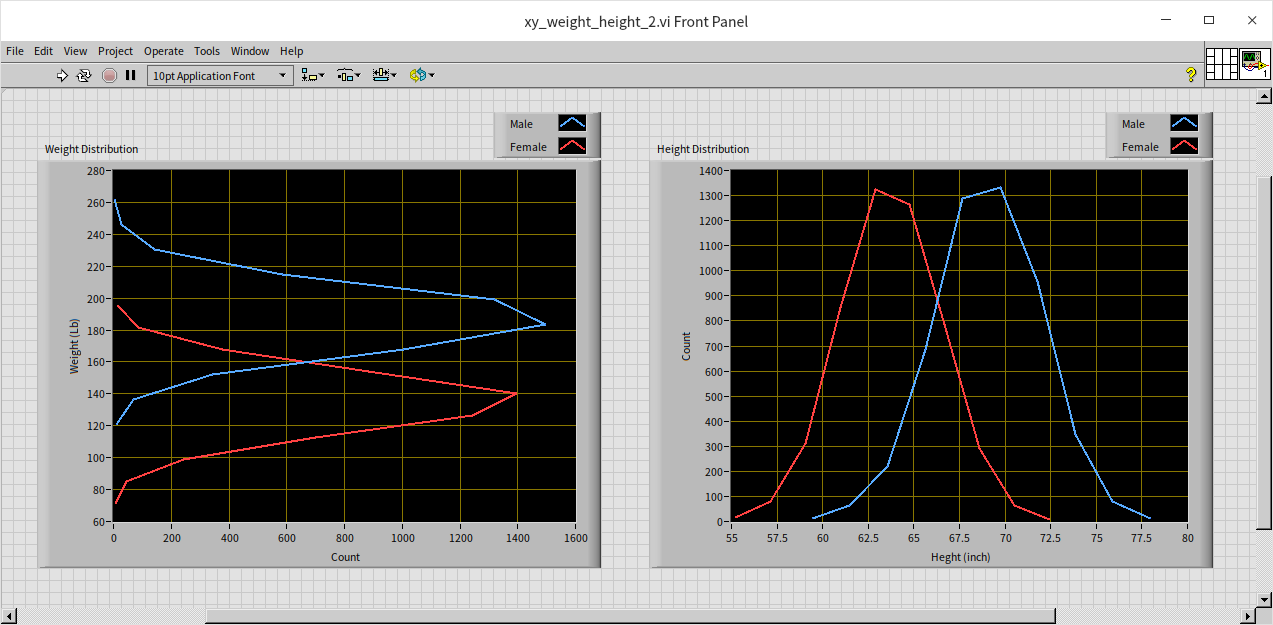 xy_weight_height_2.vi Front Panel
File Edit View Project Operate Tools Window Help
10pt Application Font
?
1
Male
Female
Weight Distribution
280
260
240
220
200
180
160
140
120
100
80
60
Weight (Lb)
0 200 400 600 800 1000 1200 1400 1600
Count
Male
Female
Height Distribution
1400
1300
1200
1100
1000
900
800
700
600
500
400
300
200
100
0
Count
55 57.5 60 62.5 65 67.5 70 72.5 75 77.5 80
Heght (inch)